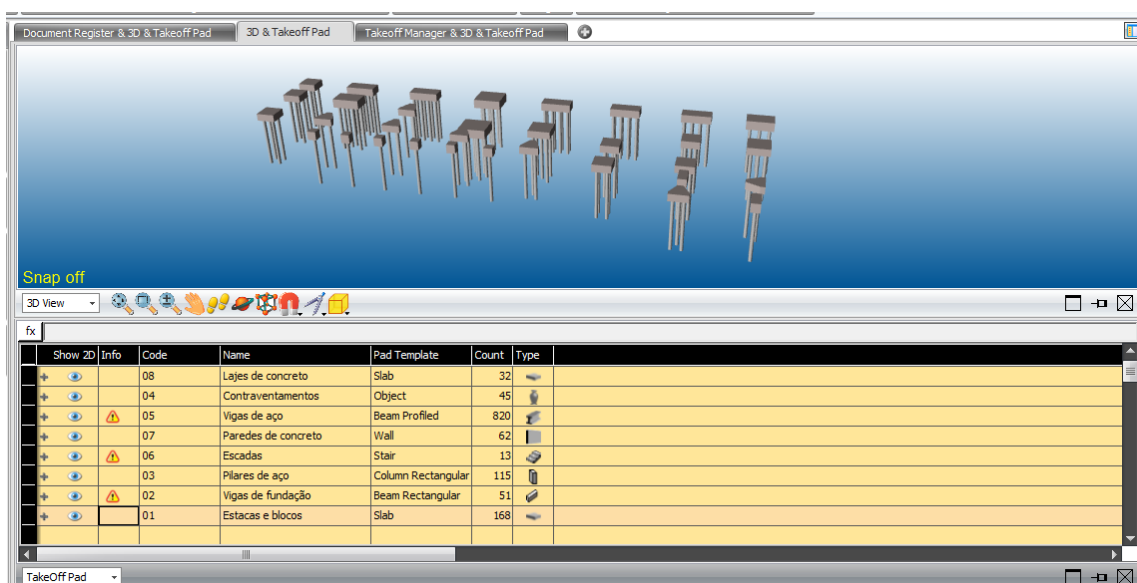 Document Register & 3D & Takeoff Pad 3D & Takeoff Pad Takeoff Manager & 3D & Takeoff Pad
Snap off
3D View
fx
Show 2D Info Code Name Pad Template Count Type
08 Lajes de concreto Slab 32
04 Contraventamentos Object 45
05 Vigas de aço Beam Profiled 820
07 Paredes de concreto Wall 62
06 Escadas Stair 13
03 Pilares de aço Column Rectangular 115
02 Vigas de fundação Beam Rectangular 51
01 Estacas e blocos Slab 168
TakeOff Pad